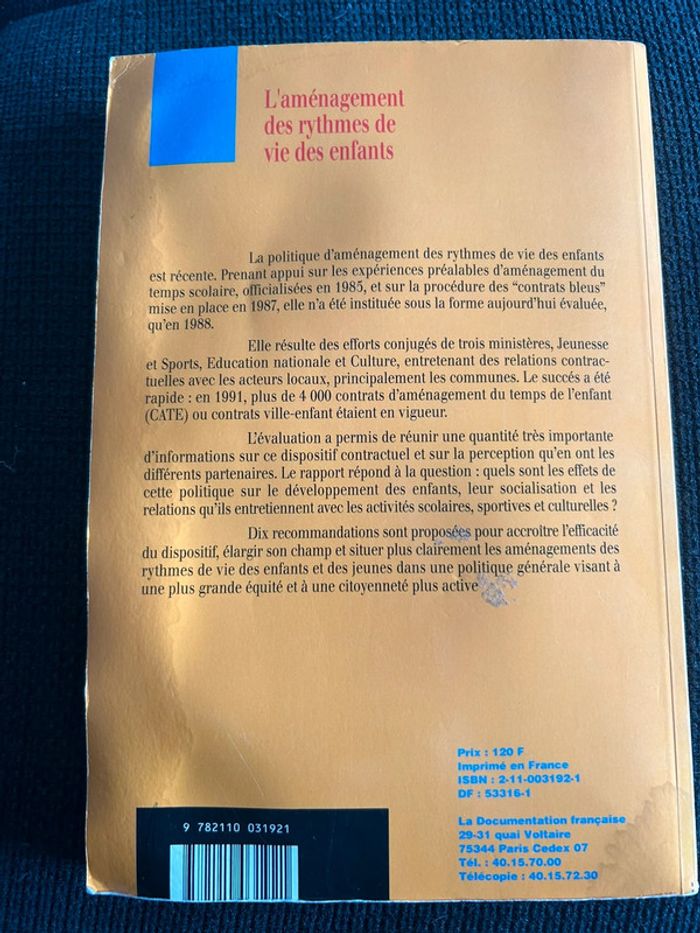 L'aménagement
des rythmes de
vie des enfants
La politique d'aménagement des rythmes de vie des enfants
est récente. Prenant appui sur les expériences préalables d'aménagement du
temps scolaire, officialisées en 1985, et sur la procédure des "contrats bleus"
mise en place en 1987, elle n'a été instituée sous la forme aujourd'hui évaluée,
qu'en 1988.
Elle résulte des efforts conjugés de trois ministères, Jeunesse
et Sports, Education nationale et Culture, entretenant des relations contrac-
tuelles avec les acteurs locaux, principalement les communes. Le succés a été
rapide : en 1991, plus de 4 000 contrats d'aménagement du temps de l'enfant
(CATE) ou contrats ville-enfant étaient en vigueur.
L'évaluation a permis de réunir une quantité très importante
d'informations sur ce dispositif contractuel et sur la perception qu'en ont les
différents partenaires. Le rapport répond à la question : quels sont les effets de
cette politique sur le développement des enfants, leur socialisation et les
relations qu'ils entretiennent avec les activités scolaires, sportives et culturelles ?
Dix recommandations sont proposées pour accroître l'efficacité
du dispositif, élargir son champ et situer plus clairement les aménagements des
rythmes de vie des enfants et des jeunes dans une politique générale visant à
une plus grande équité et à une citoyenneté plus active
Prix : 120 F
Imprimé en France
ISBN : 2-11-003192-1
DF : 53316-1
La Documentation française
29-31 quai Voltaire
75344 Paris Cedex 07
Tél. : 40.15.70.00
Télécopie : 40.15.72.30
9 782110 031921